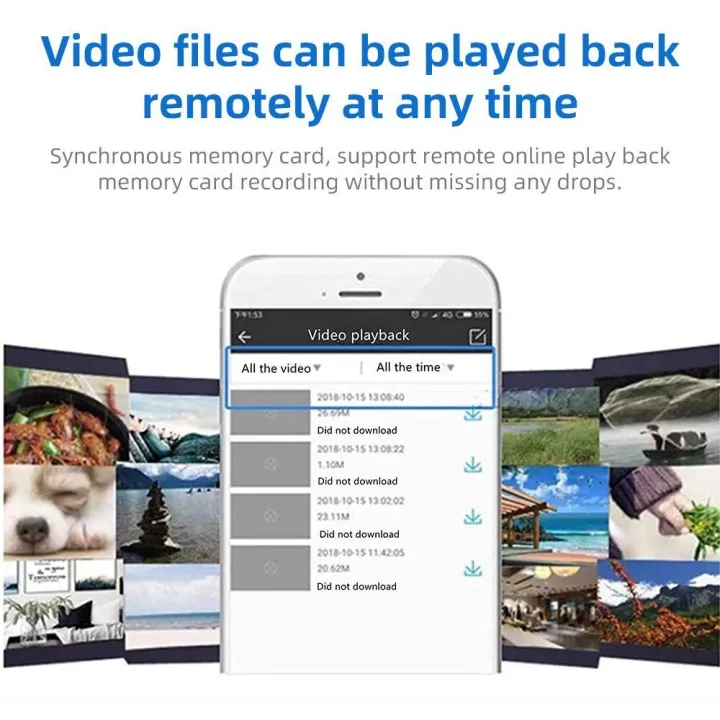 Video files can be played back
remotely at any time
Synchronous memory card, support remote online play back
memory card recording without missing any drops.
下午1:53
4G
55%
Video playback
All the video▼ | All the time ▼
2018-10-15 13:08:40
26.69M
Did not download
2018-10-15 13:08:22
1.10M
Did not download
2018-10-15 13:02:02
23.11M
Did not download
2018-10-15 11:42:05
20.62M
Did not download